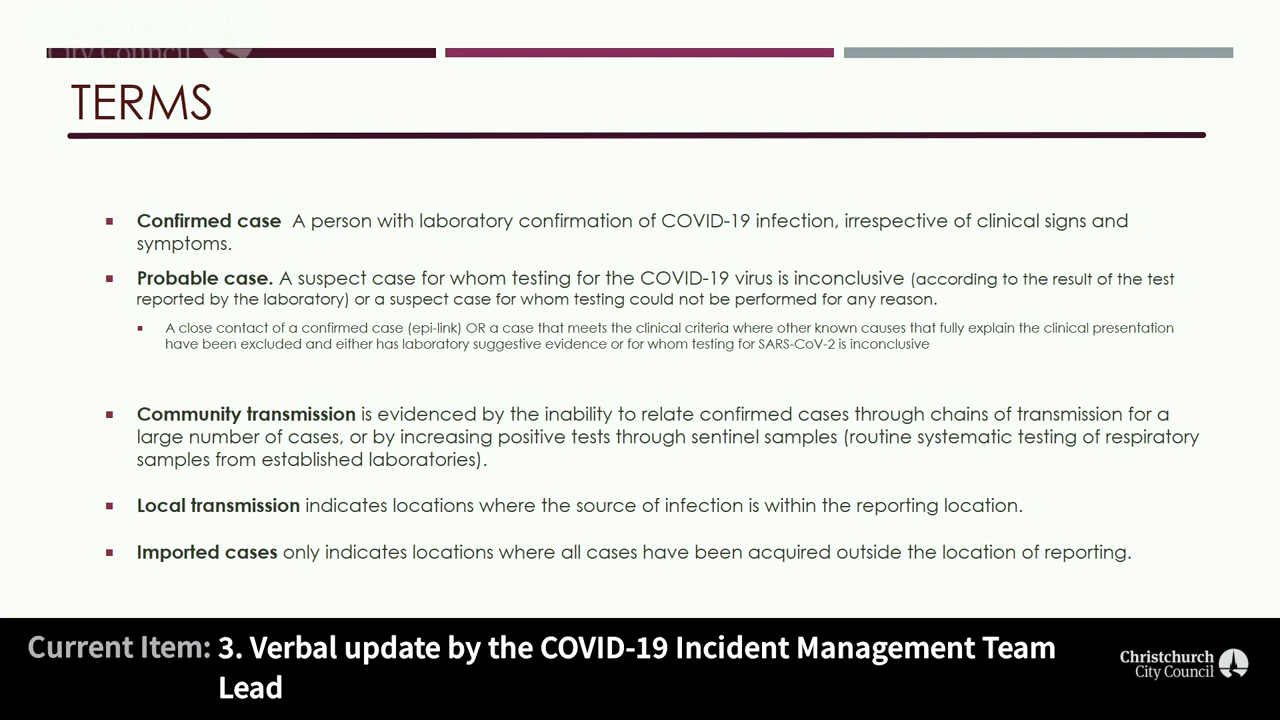 City Council
TERMS
Confirmed case A person with laboratory confirmation of COVID-19 infection, irrespective of clinical signs and
symptoms.
Probable case. A suspect case for whom testing for the COVID-19 virus is inconclusive (according to the result of the test
reported by the laboratory) or a suspect case for whom testing could not be performed for any reason.
A close contact of a confirmed case (epi-link) OR a case that meets the clinical criteria where other known causes that fully explain the clinical presentation
have been excluded and either has laboratory suggestive evidence or for whom testing for SARS-CoV-2 is inconclusive
Community transmission is evidenced by the inability to relate confirmed cases through chains of transmission for a
large number of cases, or by increasing positive tests through sentinel samples (routine systematic testing of respiratory
samples from established laboratories).
Local transmission indicates locations where the source of infection is within the reporting location.
Imported cases only indicates locations where all cases have been acquired outside the location of reporting.
Current Item: 3. Verbal update by the COVID-19 Incident Management Team
Lead
Christchurch
City Council